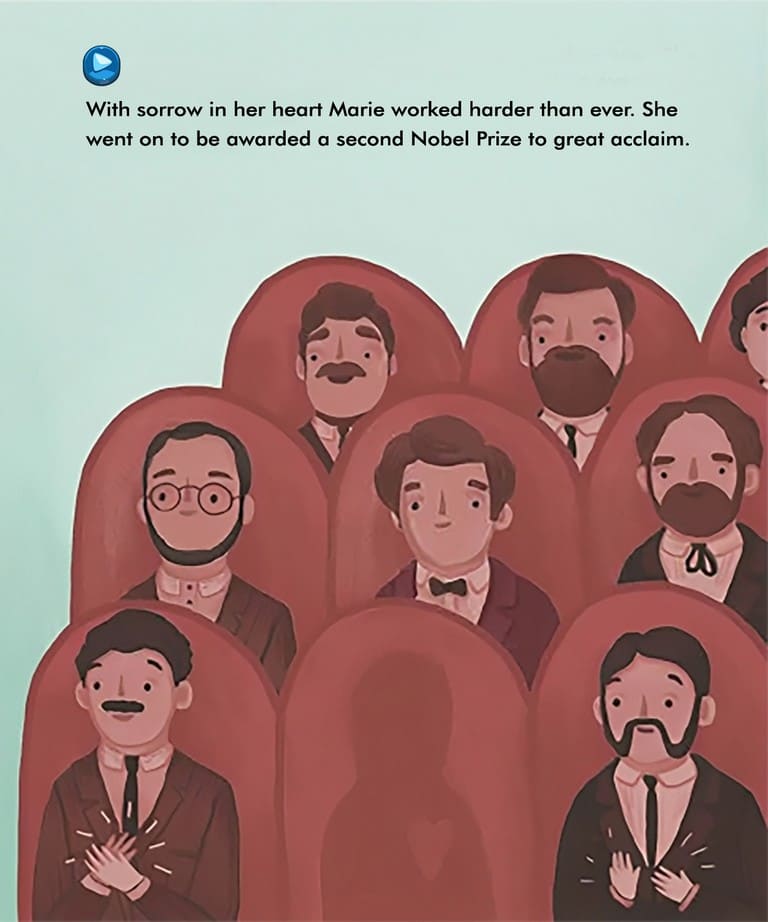 With sorrow in her heart Marie worked harder than ever. She
went on to be awarded a second Nobel Prize to great acclaim.